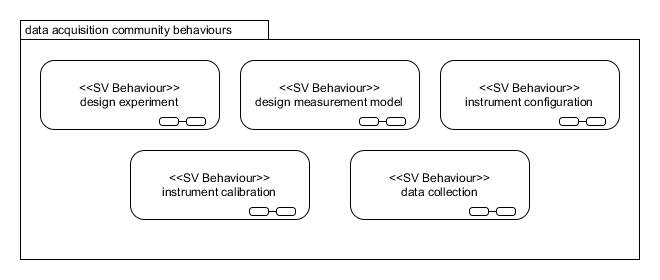 data acquisition community behaviours
<<SV Behaviour>>
design experiment
<<SV Behaviour>>
design measurement model
<<SV Behaviour>>
instrument configuration
<<SV Behaviour>>
instrument calibration
<<SV Behaviour>>
data collection